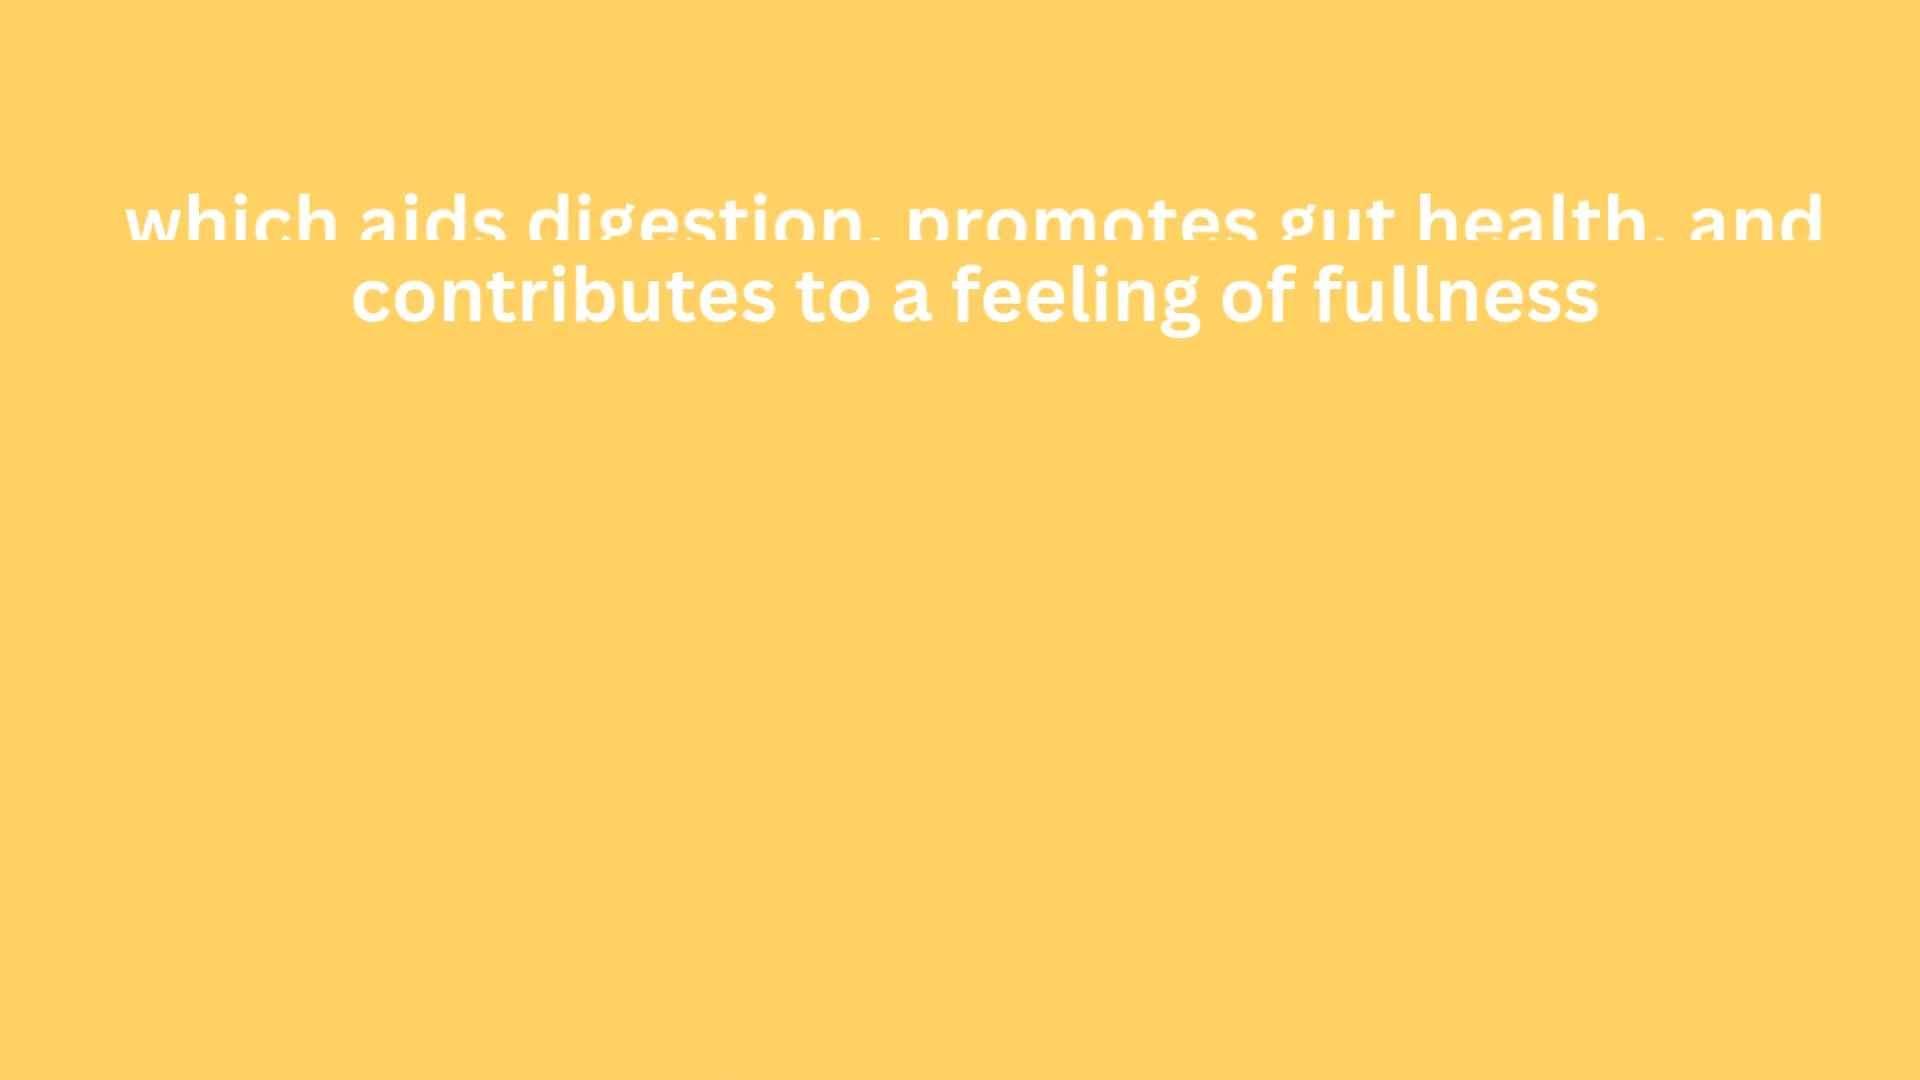 which aids digestion, promotes gut health, and
contributes to a feeling of fullness